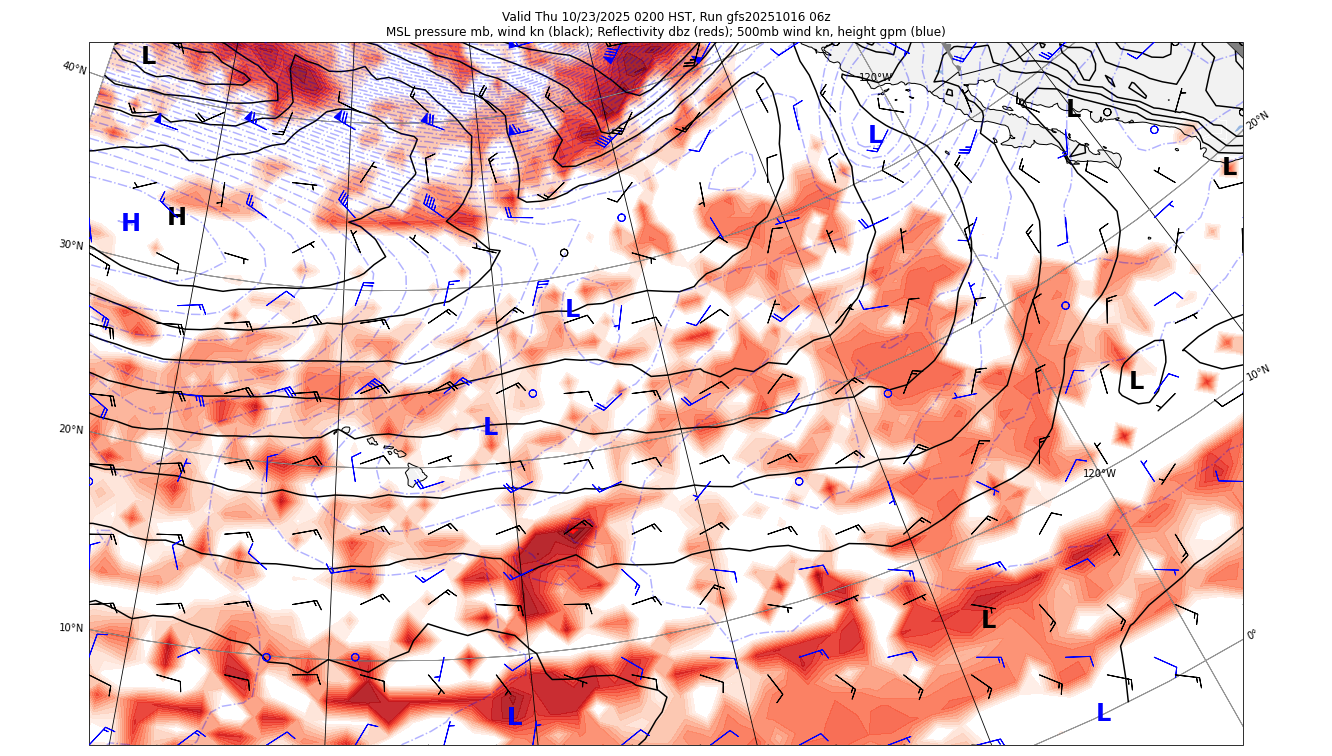 Valid Thu 10/23/2025 0200 HST, Run gfs20251016 06z
MSL pressure mb, wind kn (black); Reflectivity dbz (reds); 500mb wind kn, height gpm (blue)
L
40°N
120°W
L
L
20°N
L
H
H
30°N
L
10°N
L
20°N
L
120°W
10°N
L
0°
L
L